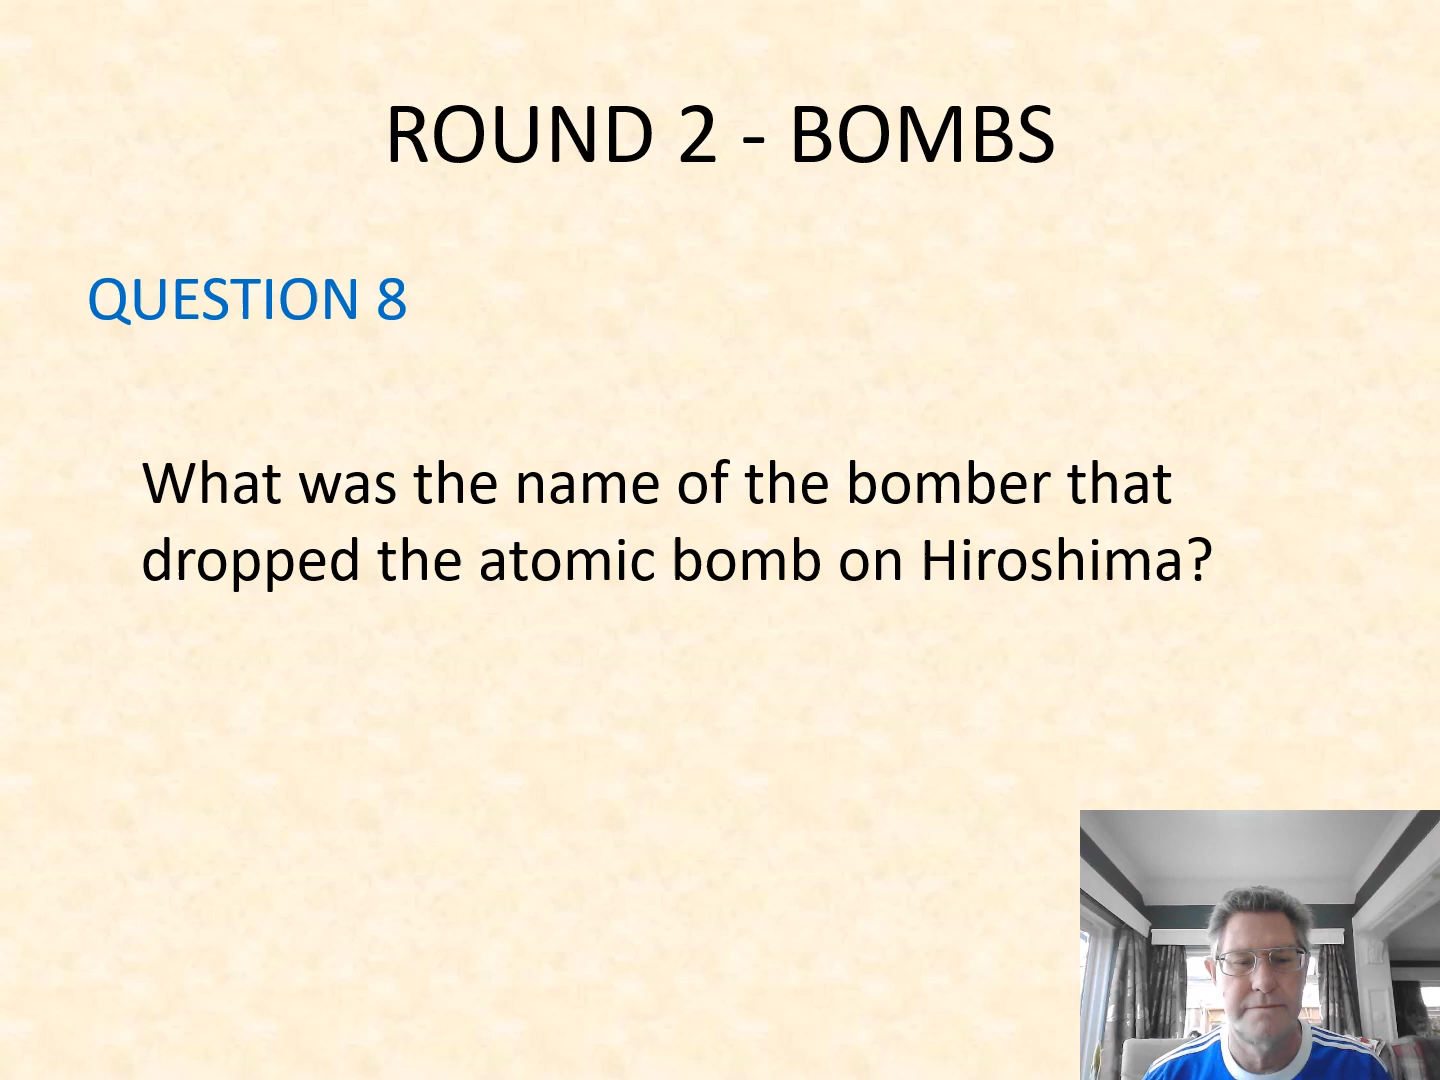 ROUND 2 - BOMBS
QUESTION 8
What was the name of the bomber that
dropped the atomic bomb on Hiroshima?